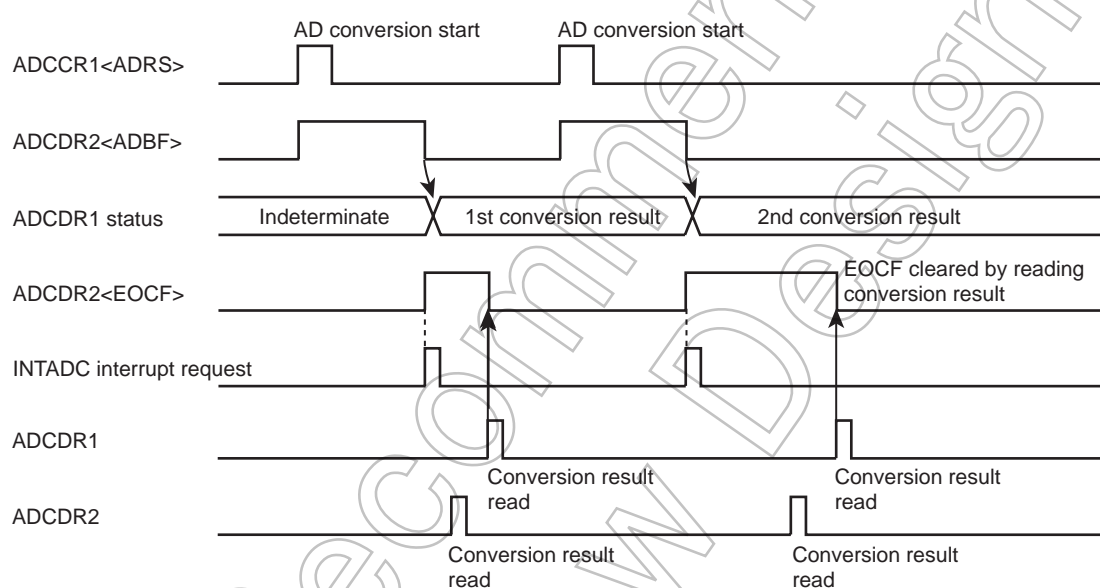 AD conversion start
AD conversion start
ADCCR1<ADRS>
ADCDR2<ADBF>
ADCDR1 status
Indeterminate
1st conversion result
2nd conversion result
ADCDR2<EOCF>
EOCF cleared by reading
conversion result
INTADC interrupt request
ADCDR1
Conversion result
read
Conversion result
read
ADCDR2
Conversion result
read
Conversion result
read